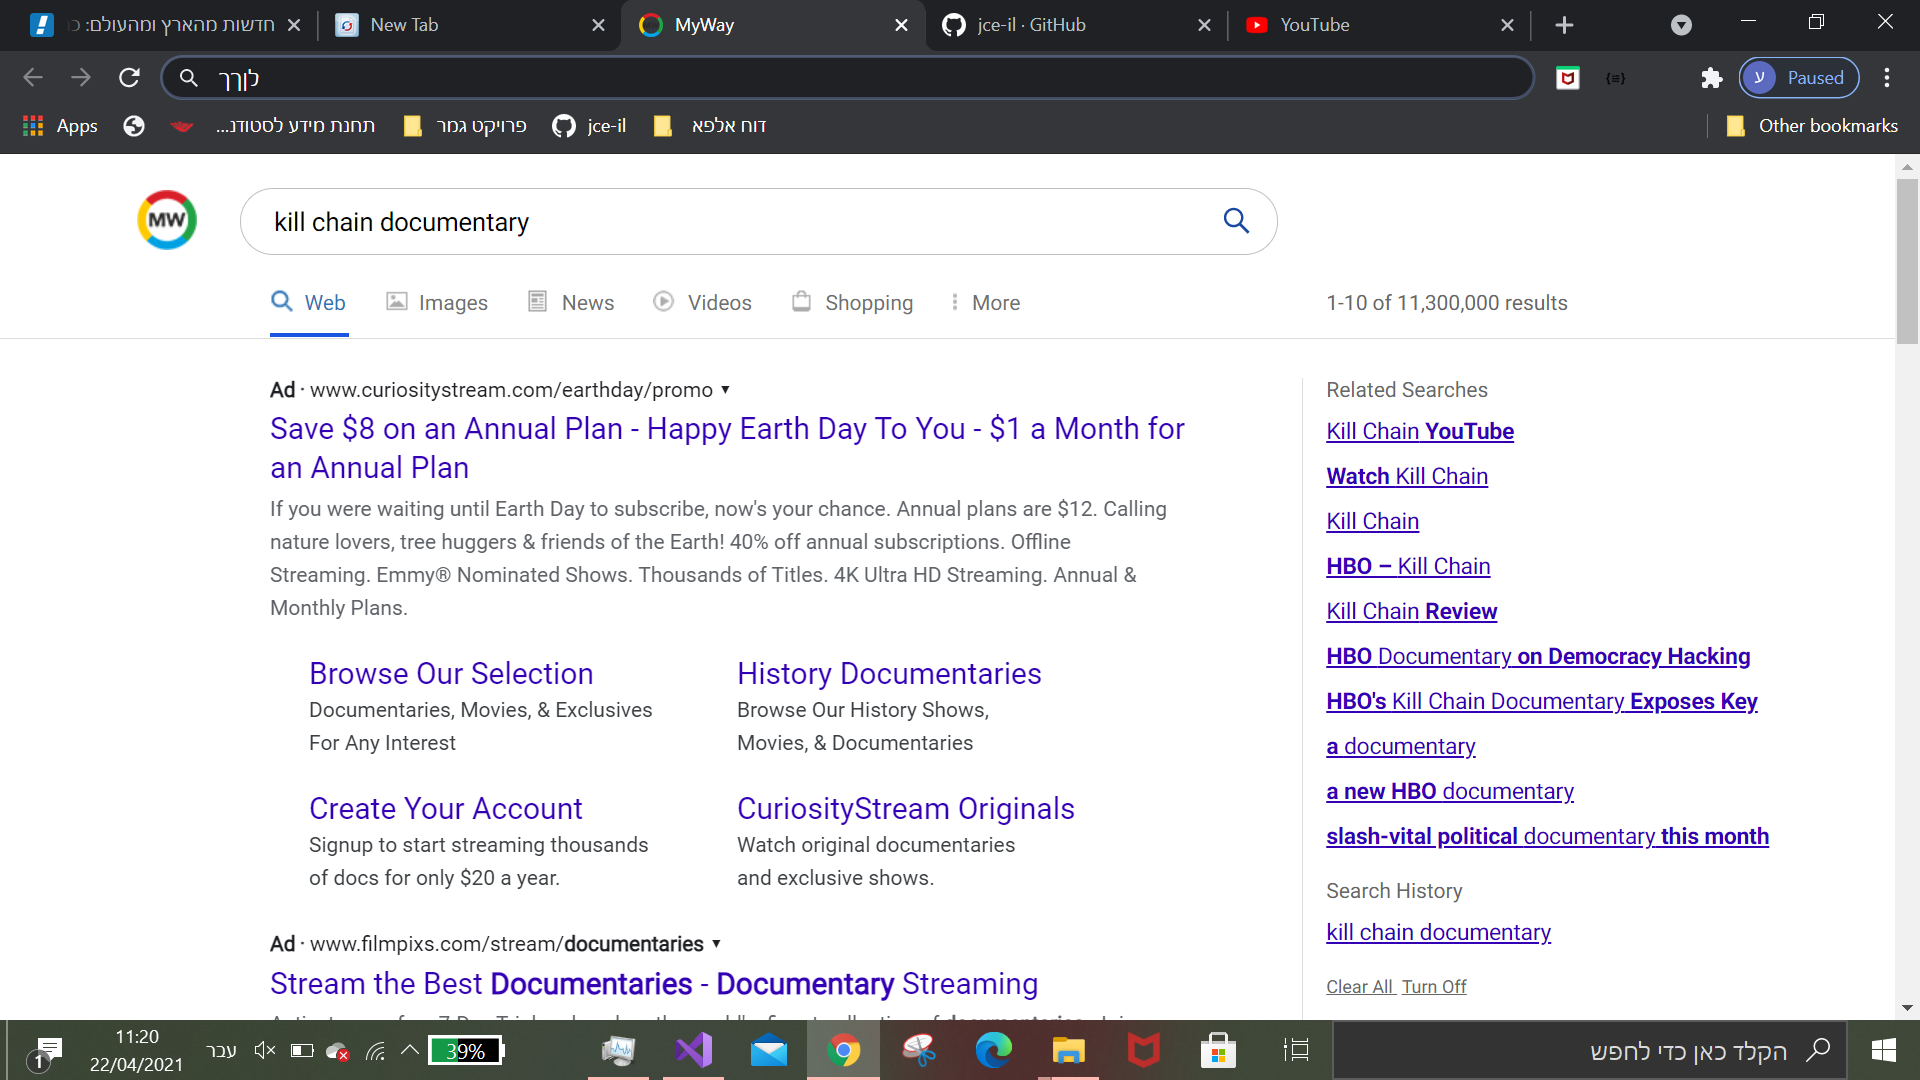 חדשות מהארץ ומהעולם: כ
New Tab
MyWay
jce-il · GitHub
YouTube
לןךך
{≡}
ע
Paused
Apps
תחנת מידע לסטודנ...
פרויקט גמר
jce-il
דוח אלפא
Other bookmarks
MW
kill chain documentary
Web
Images
News
Videos
Shopping
More
1-10 of 11,300,000 results
Ad · www.curiositystream.com/earthday/promo ▼
Save $8 on an Annual Plan - Happy Earth Day To You - $1 a Month for
an Annual Plan
If you were waiting until Earth Day to subscribe, now's your chance. Annual plans are $12. Calling
nature lovers, tree huggers & friends of the Earth! 40% off annual subscriptions. Offline
Streaming. Emmy® Nominated Shows. Thousands of Titles. 4K Ultra HD Streaming. Annual &
Monthly Plans.
Browse Our Selection
Documentaries, Movies, & Exclusives
For Any Interest
History Documentaries
Browse Our History Shows,
Movies, & Documentaries
Create Your Account
Signup to start streaming thousands
of docs for only $20 a year.
CuriosityStream Originals
Watch original documentaries
and exclusive shows.
Ad · www.filmpixs.com/stream/documentaries ▼
Stream the Best Documentaries - Documentary Streaming
Related Searches
Kill Chain YouTube
Watch Kill Chain
Kill Chain
HBO – Kill Chain
Kill Chain Review
HBO Documentary on Democracy Hacking
HBO's Kill Chain Documentary Exposes Key
a documentary
a new HBO documentary
slash-vital political documentary this month
Search History
kill chain documentary
Clear All Turn Off
1
11:20
22/04/2021
עבר
39%
הקלד כאן כדי לחפש